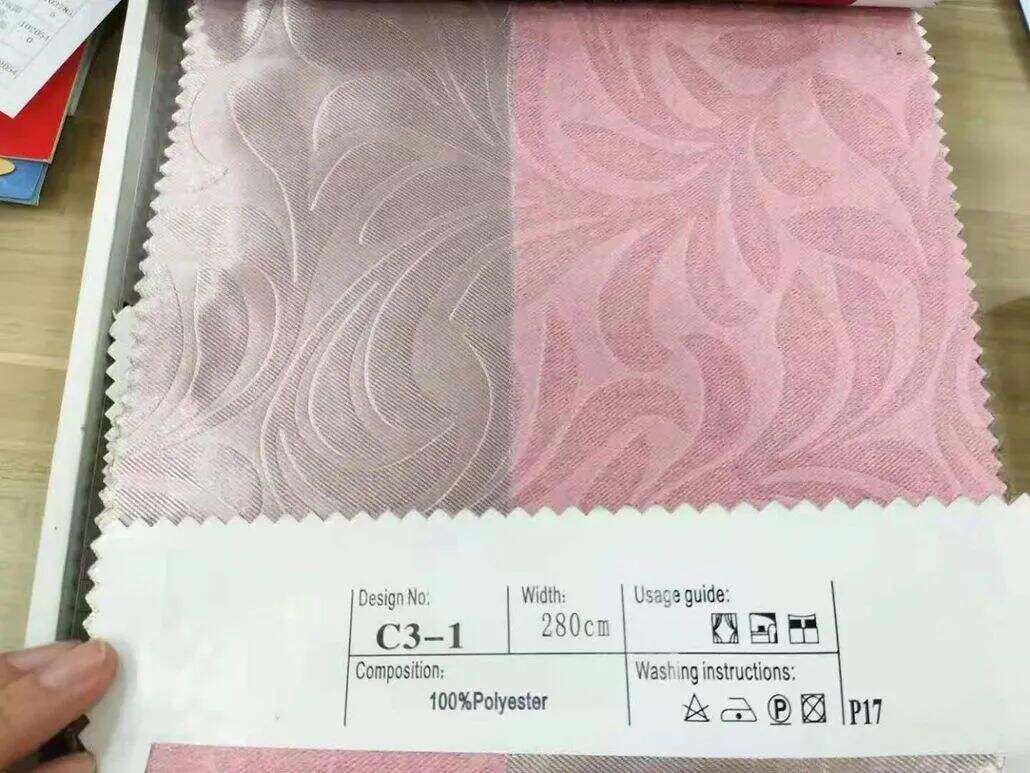 Design No:
C3-1
Width:
280cm
Usage guide:
Composition:
100%Polyester
Washing instructions:
P
P17